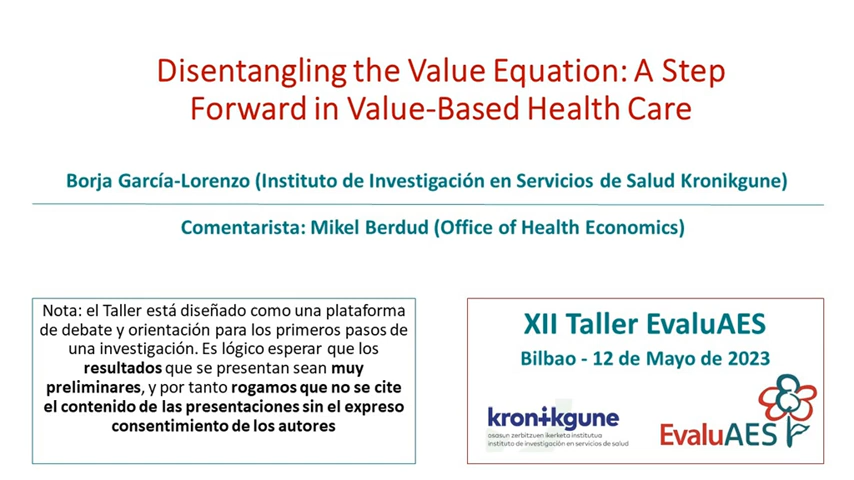 Disentangling the Value Equation: A Step
Forward in Value-Based Health Care
Borja García-Lorenzo (Instituto de Investigación en Servicios de Salud Kronikgune)
Comentarista: Mikel Berdud (Office of Health Economics)
Nota: el Taller está diseñado como una plataforma
de debate y orientación para los primeros pasos de
una investigación. Es lógico esperar que los
resultados que se presentan sean muy
preliminares, y por tanto rogamos que no se cite
el contenido de las presentaciones sin el expreso
consentimiento de los autores
XII Taller EvaluAES
Bilbao - 12 de Mayo de 2023
kronikgune
osasun zerbitzuen ikerketa institutua
instituto de investigación en servicios de salud
EvaluAES